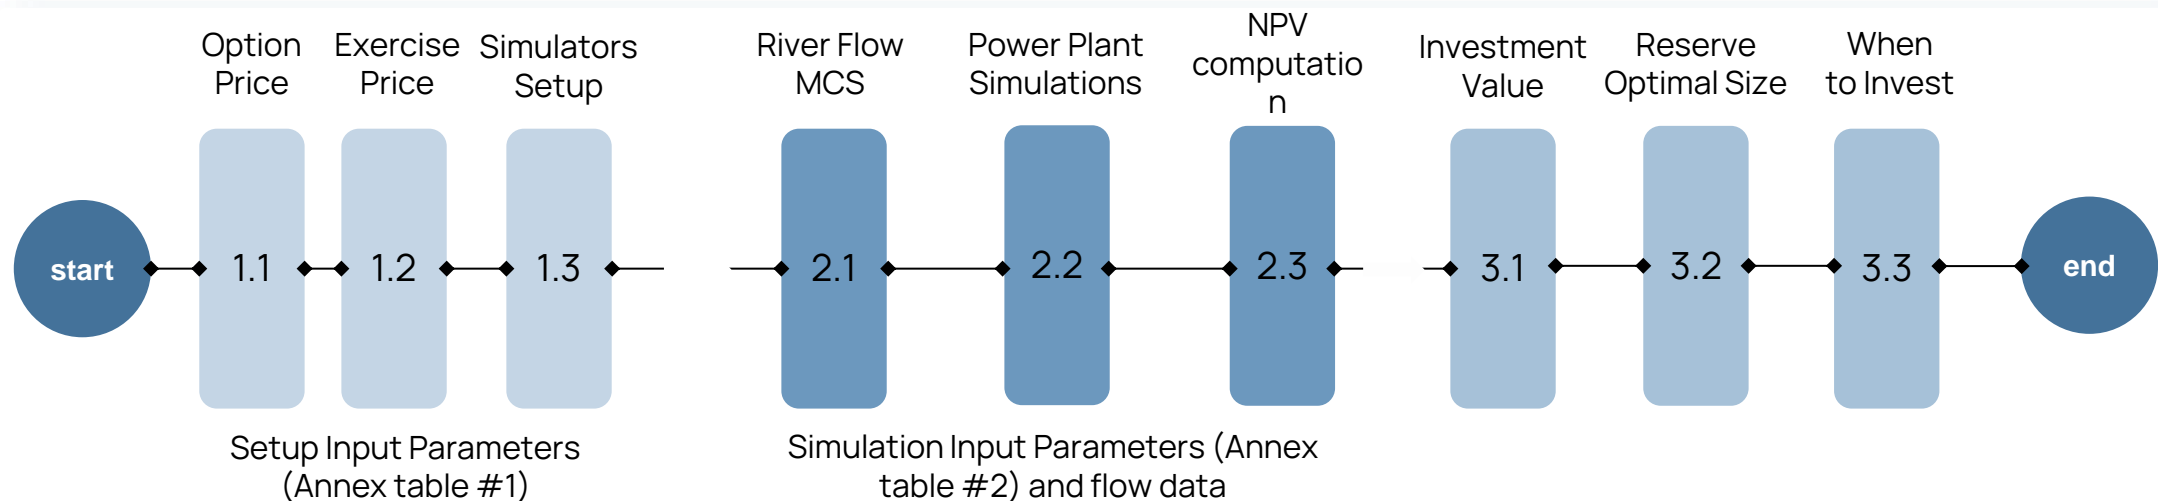 Option
Price
Exercise
Price
Simulators
Setup
River Flow
MCS
Power Plant
Simulations
NPV
computatio
n
Investment
Value
Reserve
Optimal Size
When
to Invest
start
1.1
1.2
1.3
2.1
2.2
2.3
3.1
3.2
3.3
end
Setup Input Parameters
(Annex table #1)
Simulation Input Parameters (Annex
table #2) and flow data